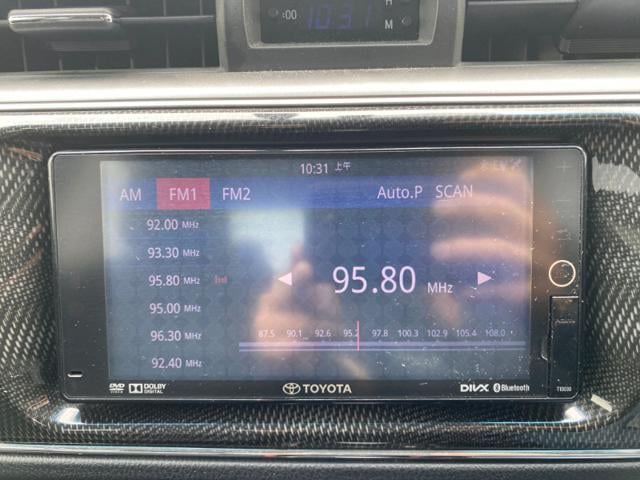 :00 10:31 H
M
10:31 上午
AM FM1 FM2 Auto.P SCAN
92.00 MHz
93.30 MHz
95.80 MHz
95.00 MHz
96.30 MHz
92.40 MHz
95.80 MHz
87.5 90.1 92.6 95.2 97.8 100.3 102.9 105.4 108.0
DVD DOLBY DIGITAL TOYOTA DIVX Bluetooth